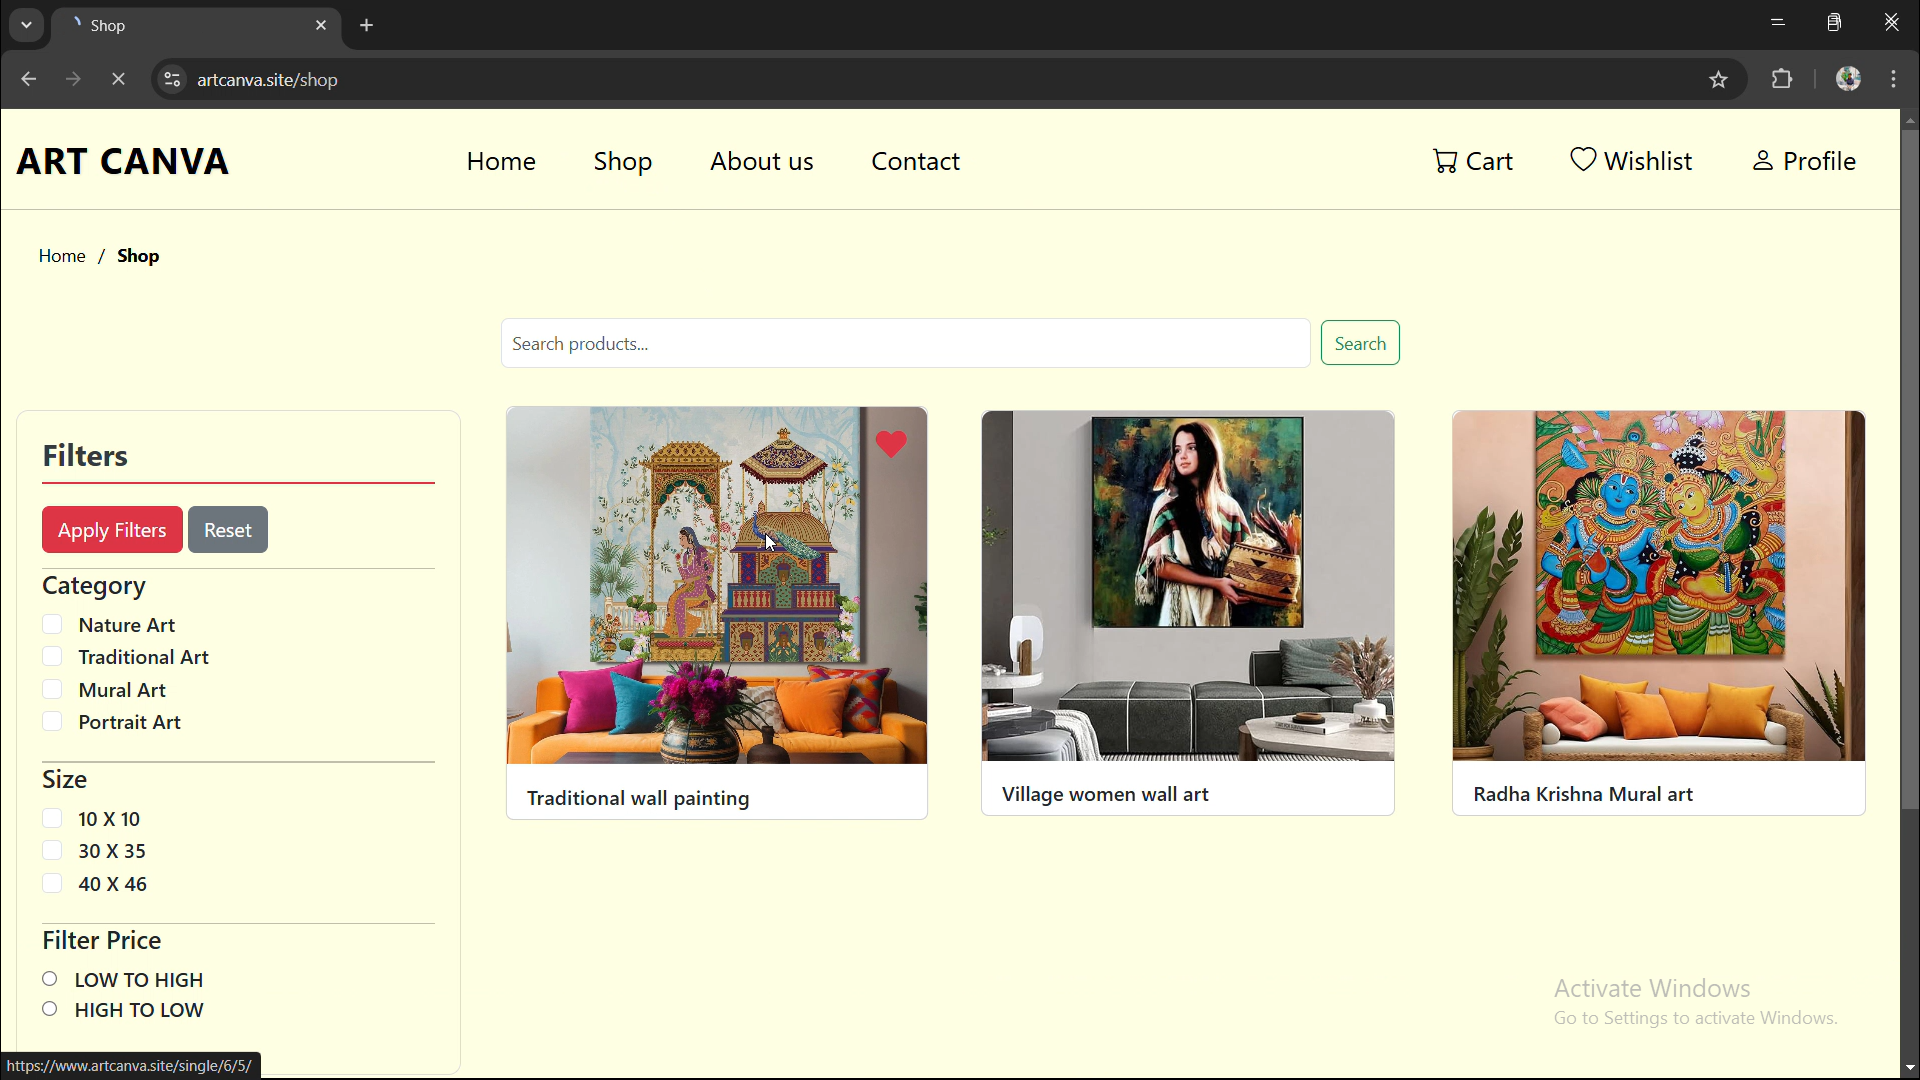 Shop
artcanva.site/shop
ART CANVA
Home
Shop
About us
Contact
Cart
Wishlist
Profile
Home / Shop
Search products...
Search
Filters
Apply Filters
Reset
Category
Nature Art
Traditional Art
Mural Art
Portrait Art
Size
10 X 10
30 X 35
40 X 46
Filter Price
LOW TO HIGH
HIGH TO LOW
Traditional wall painting
Village women wall art
Radha Krishna Mural art
Activate Windows
Go to Settings to activate Windows.
https://www.artcanva.site/single/6/5/